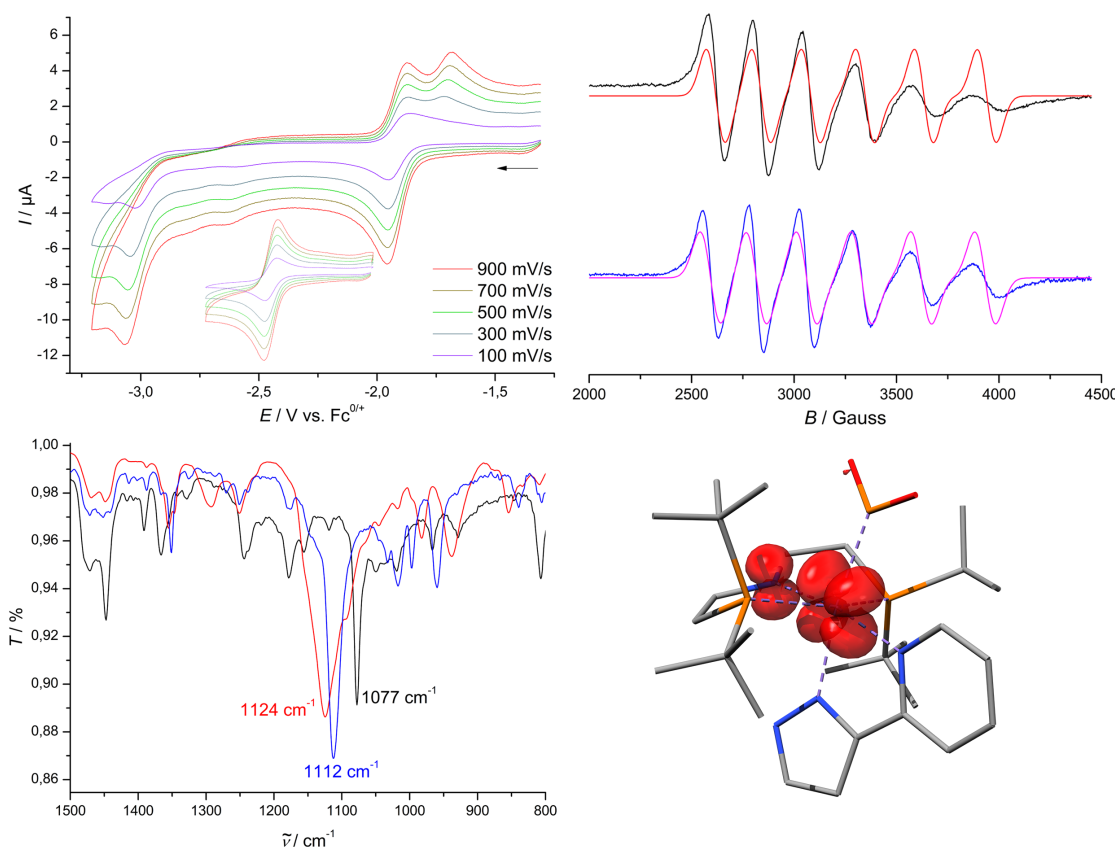 6
4
2
0
-2
-4
-6
-8
-10
-12
I / µA
900 mV/s
700 mV/s
500 mV/s
300 mV/s
100 mV/s
-3,0
-2,5
-2,0
-1,5
E / V vs. Fc0/+
2000
2500
3000
3500
4000
4500
B / Gauss
1,00
0,98
0,96
0,94
0,92
0,90
0,88
0,86
T / %
1124 cm-1
1112 cm-1
1077 cm-1
1500
1400
1300
1200
1100
1000
900
800
ṽ / cm-1